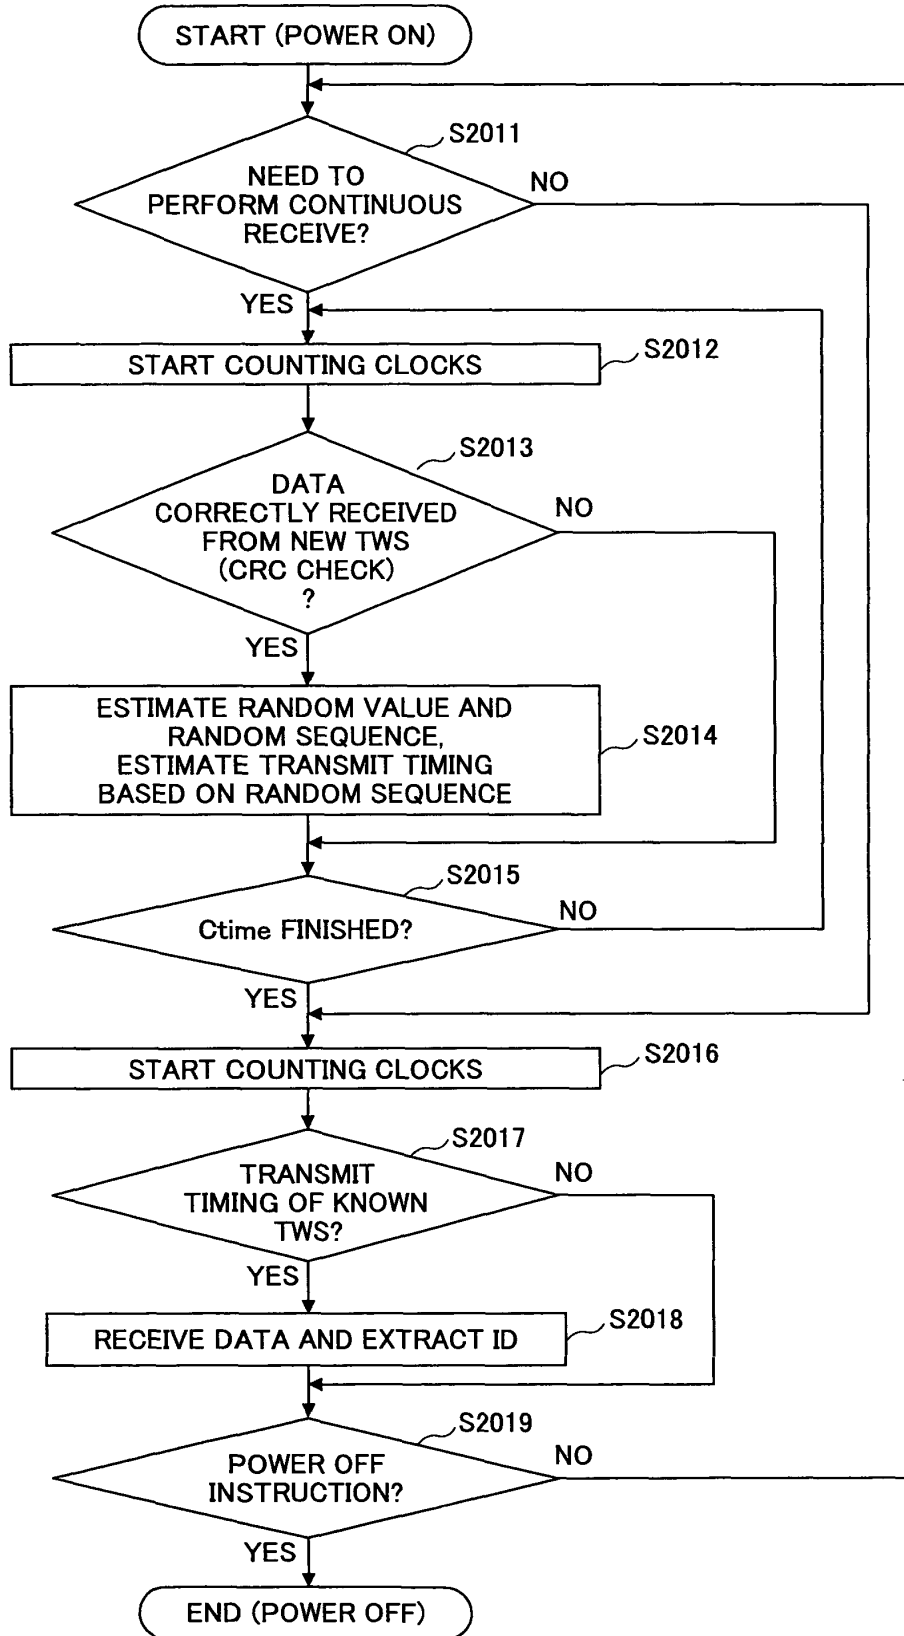 START (POWER ON)
S2011
NEED TO
PERFORM CONTINUOUS
RECEIVE?
NO
YES
START COUNTING CLOCKS
S2012
S2013
DATA
CORRECTLY RECEIVED
FROM NEW TWS
(CRC CHECK)
?
NO
YES
ESTIMATE RANDOM VALUE AND
RANDOM SEQUENCE,
ESTIMATE TRANSMIT TIMING
BASED ON RANDOM SEQUENCE
S2014
S2015
Ctime FINISHED?
NO
YES
START COUNTING CLOCKS
S2016
S2017
TRANSMIT
TIMING OF KNOWN
TWS?
NO
YES
RECEIVE DATA AND EXTRACT ID
S2018
S2019
POWER OFF
INSTRUCTION?
NO
YES
END (POWER OFF)